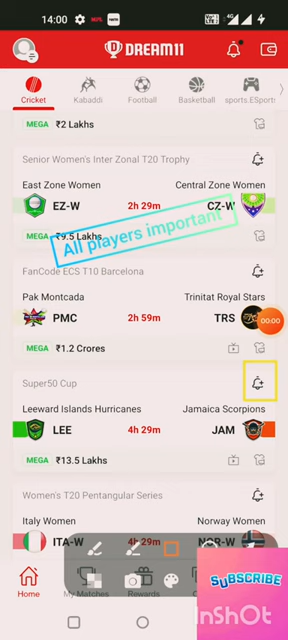 14:00
4G
DREAM11
Cricket
Kabaddi
Football
Basketball
sports.ESports
MEGA ₹2 Lakhs
Senior Women's Inter Zonal T20 Trophy
East Zone Women Central Zone Women
EZ-W 2h 29m CZ-W
MEGA ₹9.5 Lakhs
All players important
FanCode ECS T10 Barcelona
Pak Montcada Trinitat Royal Stars
PMC 2h 59m TRS
00:00
MEGA ₹1.2 Crores
Super50 Cup
Leeward Islands Hurricanes Jamaica Scorpions
LEE 4h 29m JAM
MEGA ₹13.5 Lakhs
Women's T20 Pentangular Series
Italy Women Norway Women
ITA-W 4h 29m NOR-W
Home
My Matches
Rewards
SUBSCRIBE
InShot